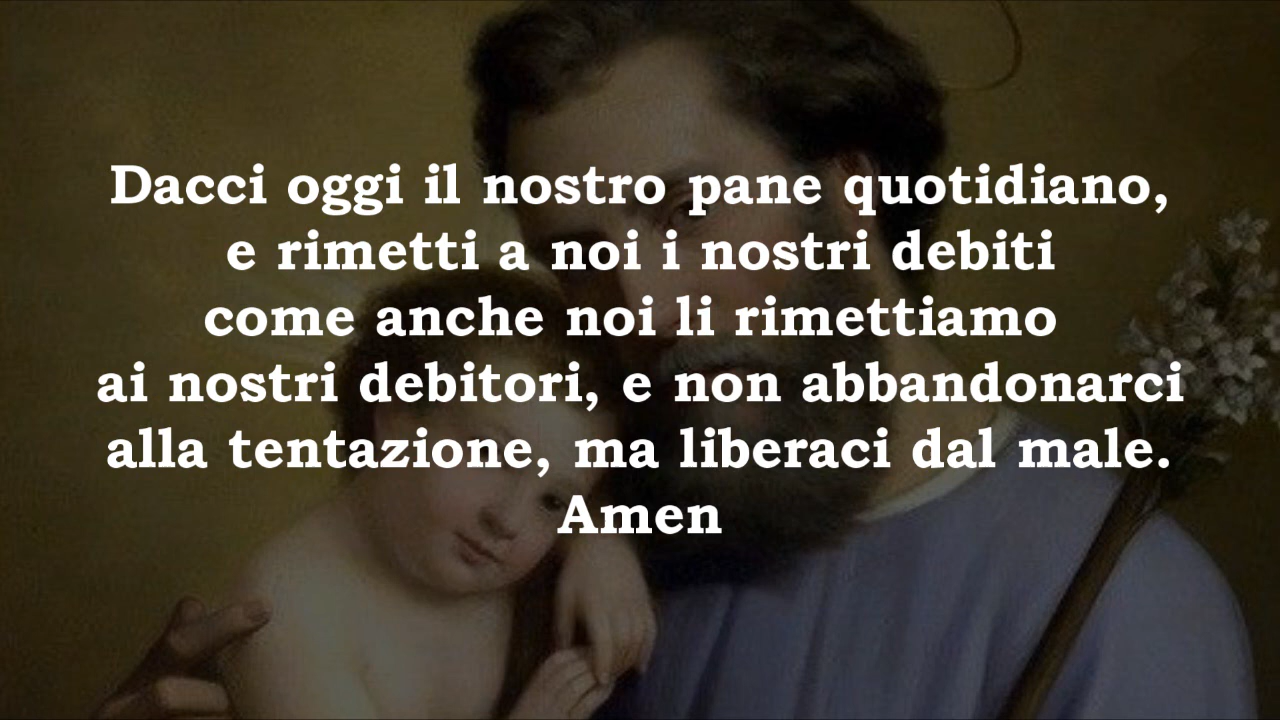 Dacci oggi il nostro pane quotidiano,
e rimetti a noi i nostri debiti
come anche noi li rimettiamo
ai nostri debitori, e non abbandonarci
alla tentazione, ma liberaci dal male.
Amen